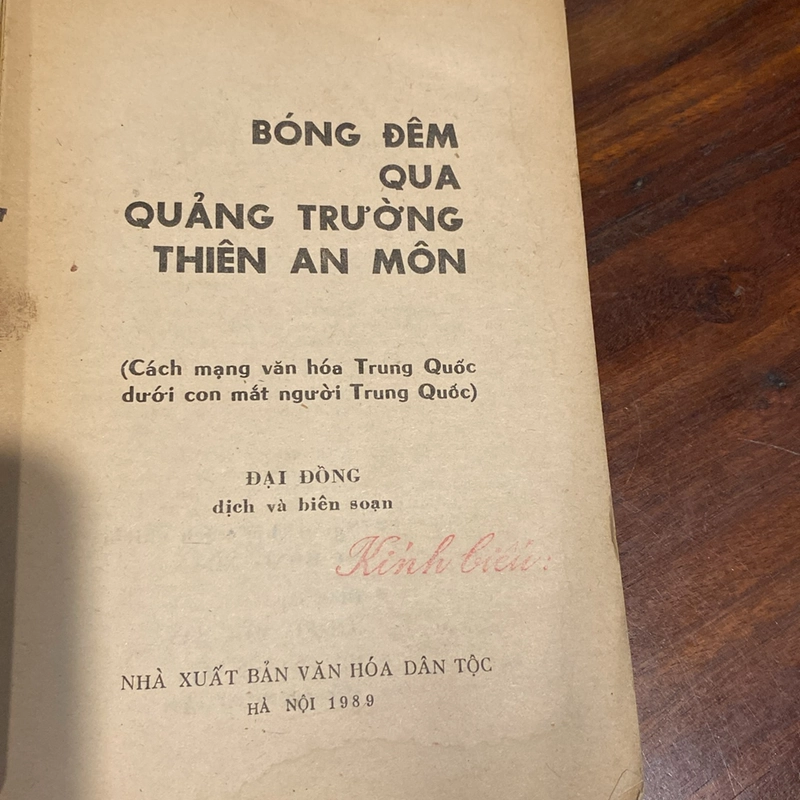 BÓNG ĐÊM
QUA
QUẢNG TRƯỜNG
THIÊN AN MÔN
(Cách mạng văn hóa Trung Quốc
dưới con mắt người Trung Quốc)
ĐẠI ĐỒNG
dịch và biên soạn
Kính biếu:
NHÀ XUẤT BẢN VĂN HÓA DÂN TỘC
HÀ NỘI 1989